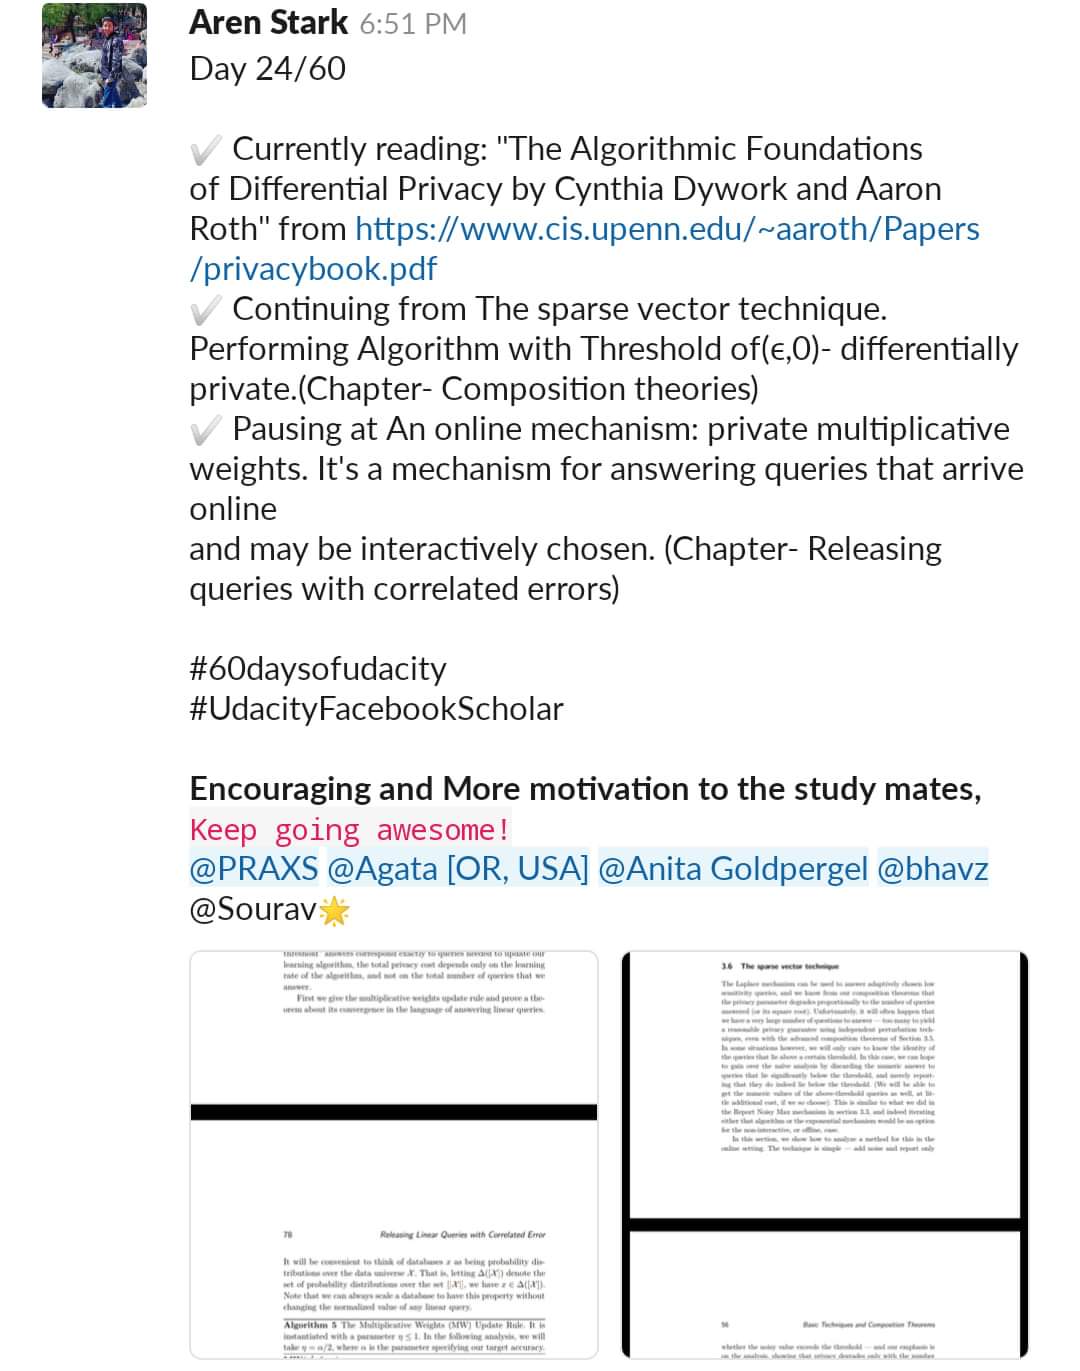 Aren Stark 6:51 PM
Day 24/60
✔ Currently reading: "The Algorithmic Foundations
of Differential Privacy by Cynthia Dywork and Aaron
Roth" from https://www.cis.upenn.edu/~aaroth/Papers
/privacybook.pdf
✔ Continuing from The sparse vector technique.
Performing Algorithm with Threshold of(ϵ,0)- differentially
private.(Chapter- Composition theories)
✔ Pausing at An online mechanism: private multiplicative
weights. It's a mechanism for answering queries that arrive
online
and may be interactively chosen. (Chapter- Releasing
queries with correlated errors)
#60daysofudacity
#UdacityFacebookScholar
Encouraging and More motivation to the study mates,
Keep going awesome!
@PRAXS @Agata [OR, USA] @Anita Goldpergel @bhavz
@Sourav🌟
threshold" answers correspond exactly to queries needed to update our
learning algorithm, the total privacy cost depends only on the learning
rate of the algorithm, and not on the total number of queries that we
answer.
First we give the multiplicative weights update rule and prove a the-
orem about its convergence in the language of answering linear queries.
78 Releasing Linear Queries with Correlated Error
It will be convenient to think of databases x as being probability dis-
tributions over the data universe X. That is, letting Δ([X]) denote the
set of probability distributions over the set [|X|], we have x ∈ Δ([X]).
Note that we can always scale a database to have this property without
changing the normalized value of any linear query.
Algorithm 5 The Multiplicative Weights (MW) Update Rule. It is
instantiated with a parameter η ≤ 1. In the following analysis, we will
take η = α/2, where α is the parameter specifying our target accuracy.
3.6 The sparse vector technique
The Laplace mechanism can be used to answer adaptively chosen low
sensitivity queries, and we know from our composition theorems that
the privacy parameter degrades proportionally to the number of queries
answered (or its square root). Unfortunately, it will often happen that
we have a very large number of questions to answer — too many to yield
a reasonable privacy guarantee using independent perturbation tech-
niques, even with the advanced composition theorems of Section 3.5.
In some situations however, we will only care to know the identity of
the queries that lie above a certain threshold. In this case, we can hope
to gain over the naïve analysis by discarding the numeric answer to
queries that lie significantly below the threshold, and merely report-
ing that they do indeed lie below the threshold. (We will be able to
get the numeric values of the above-threshold queries as well, at lit-
tle additional cost, if we so choose). This is similar to what we did in
the Report Noisy Max mechanism in section 3.3, and indeed iterating
either that algorithm or the exponential mechanism would be an option
for the non-interactive, or offline, case.
In this section, we show how to analyze a method for this in the
online setting. The technique is simple — add noise and report only
56 Basic Techniques and Composition Theorems
whether the noisy value exceeds the threshold — and our emphasis is
on the analysis, showing that privacy degrades only with the number